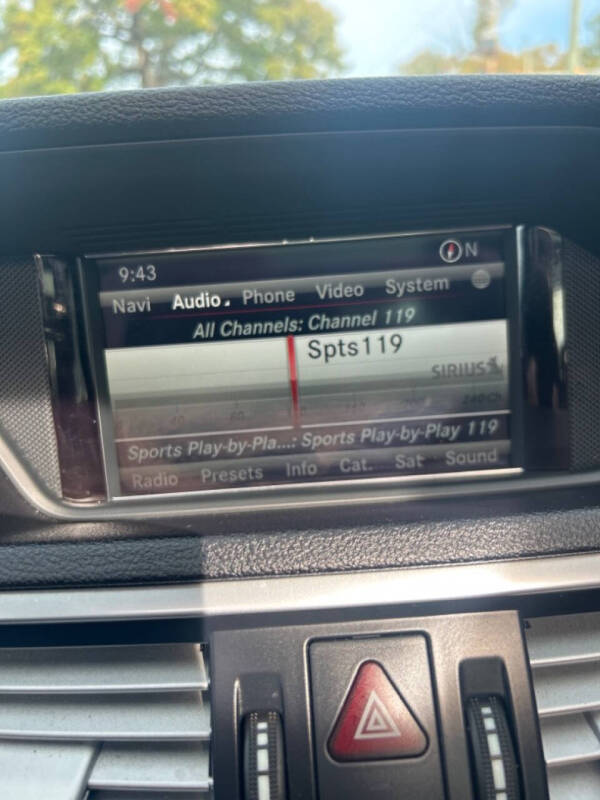 9:43 N
Navi Audio Phone Video System
All Channels: Channel 119
Spts119
SIRIUS
Sports Play-by-Pla...: Sports Play-by-Play 119
Radio Presets Info Cat. Sat Sound